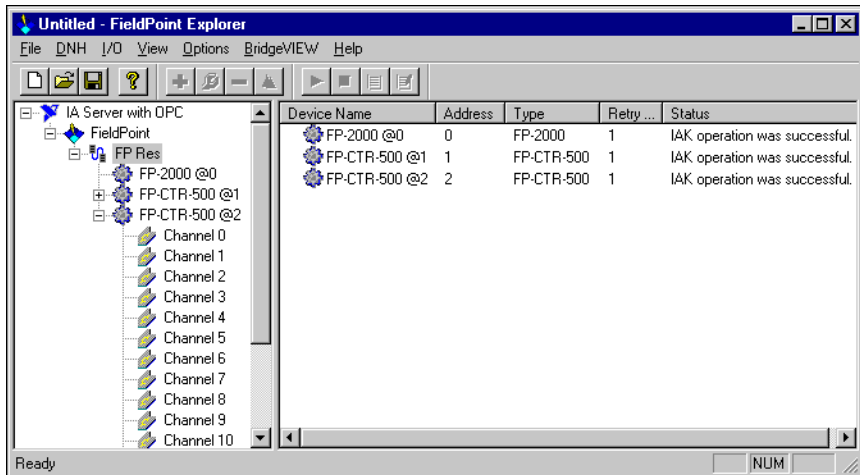 Untitled - FieldPoint Explorer
File DNH I/O View Options BridgeVIEW Help
IA Server with OPC
FieldPoint
FP Res
FP-2000 @0
FP-CTR-500 @1
FP-CTR-500 @2
Channel 0
Channel 1
Channel 2
Channel 3
Channel 4
Channel 5
Channel 6
Channel 7
Channel 8
Channel 9
Channel 10
Device Name Address Type Retry ... Status
FP-2000 @0 0 FP-2000 1 IAK operation was successful.
FP-CTR-500 @1 1 FP-CTR-500 1 IAK operation was successful.
FP-CTR-500 @2 2 FP-CTR-500 1 IAK operation was successful.
Ready NUM